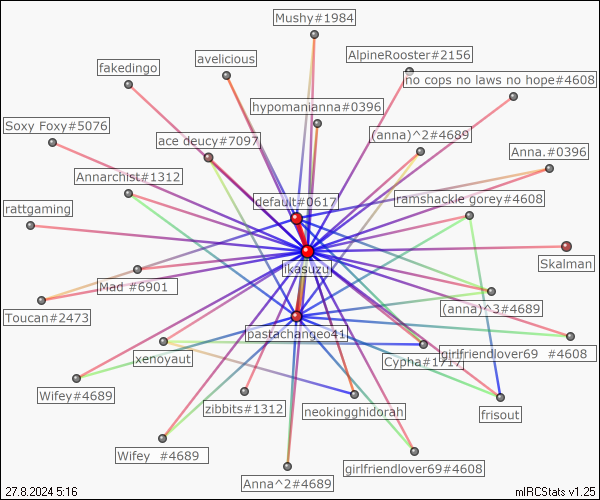 Mushy#1984
AlpineRooster#2156
avelicious
fakedingo
no cops no laws no hope#4608
hypomanianna#0396
Soxy Foxy#5076
ace deucy#7097
(anna)^2#4689
Anna.#0396
Annarchist#1312
default#0617
ramshackle gorey#4608
rattgaming
Skalman
ikasuzu
Mad #6901
Toucan#2473
(anna)^3#4689
pastachangeo41
girlfriendlover69 #4608
xenoyaut
Cypha#1717
Wifey#4689
zibbits#1312
neokingghidorah
frisout
Wifey #4689
girlfriendlover69#4608
Anna^2#4689
27.8.2024 5:16
mIRCStats v1.25